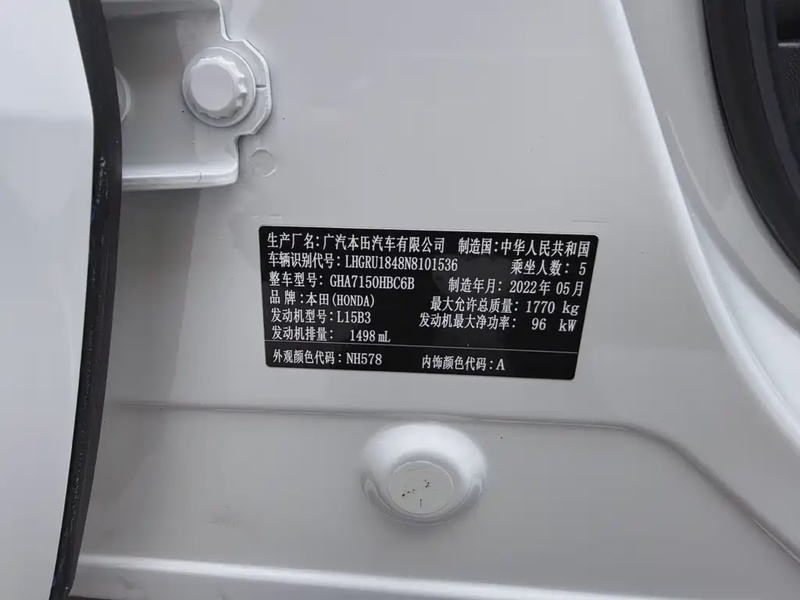 生产厂名：广汽本田汽车有限公司 制造国：中华人民共和国
车辆识别代号：LHGRU1848N8101536 乘坐人数：5
整车型号：GHA7150HBC6B 制造年月：2022年05月
品牌：本田(HONDA) 最大允许总质量：1770 kg
发动机型号：L15B3 发动机最大净功率：96 kW
发动机排量：1498 mL
外观颜色代码：NH578 内饰颜色代码：A